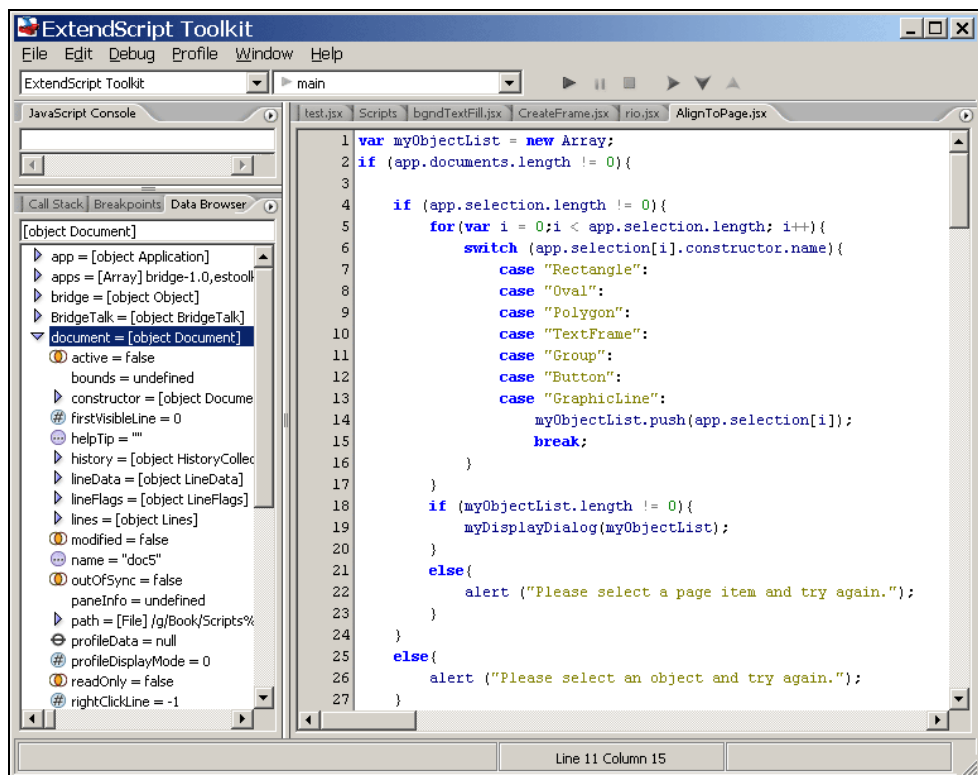 ExtendScript Toolkit
File Edit Debug Profile Window Help
ExtendScript Toolkit
main
JavaScript Console
Call Stack Breakpoints Data Browser
[object Document]
app = [object Application]
apps = [Array] bridge-1.0,estoolk
bridge = [object Object]
BridgeTalk = [object BridgeTalk]
document = [object Document]
active = false
bounds = undefined
constructor = [object Docume
firstVisibleLine = 0
helpTip = ""
history = [object HistoryCollec
lineData = [object LineData]
lineFlags = [object LineFlags]
lines = [object Lines]
modified = false
name = "doc5"
outOfSync = false
paneInfo = undefined
path = [File] /g/Book/Scripts%
profileData = null
profileDisplayMode = 0
readOnly = false
rightClickLine = -1
test.jsx Scripts bgndTextFill.jsx CreateFrame.jsx rio.jsx AlignToPage.jsx
1 var myObjectList = new Array;
2 if (app.documents.length != 0){
3
4 if (app.selection.length != 0){
5 for(var i = 0;i < app.selection.length; i++){
6 switch (app.selection[i].constructor.name){
7 case "Rectangle":
8 case "Oval":
9 case "Polygon":
10 case "TextFrame":
11 case "Group":
12 case "Button":
13 case "GraphicLine":
14 myObjectList.push(app.selection[i]);
15 break;
16 }
17 }
18 if (myObjectList.length != 0){
19 myDisplayDialog(myObjectList);
20 }
21 else{
22 alert ("Please select a page item and try again.");
23 }
24 }
25 else{
26 alert ("Please select an object and try again.");
27 }
Line 11 Column 15